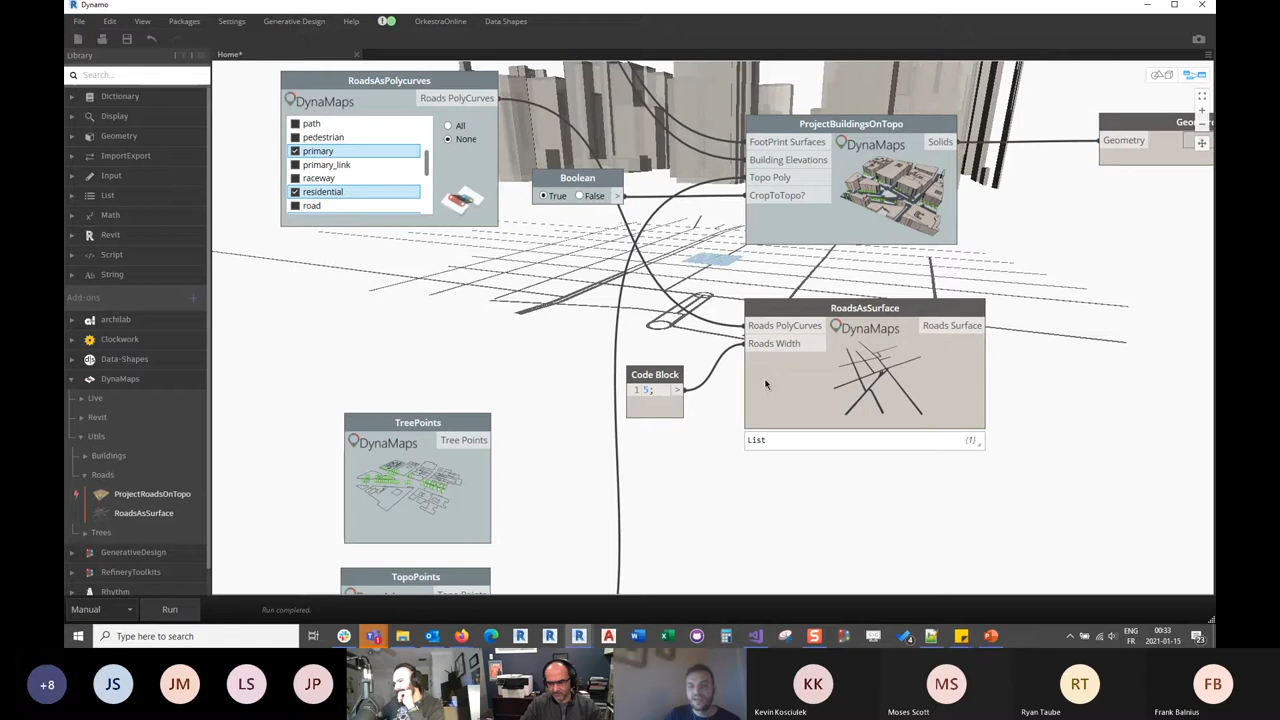 Dynamo
File Edit View Packages Settings Generative Design Help OrkestraOnline Data Shapes
Library
Home*
Search...
Dictionary
Display
Geometry
ImportExport
Input
List
Math
Revit
Script
String
Add-ons
archilab
Clockwork
Data-Shapes
DynaMaps
Live
Revit
Utils
Buildings
Roads
ProjectRoadsOnTopo
RoadsAsSurface
Trees
GenerativeDesign
RefineryToolkits
Rhythm
RoadsAsPolycurves
DynaMaps
Roads PolyCurves
path
pedestrian
primary
primary_link
raceway
residential
road
All
None
Boolean
True False >
ProjectBuildingsOnTopo
FootPrint Surfaces
Building Elevations
Topo Poly
CropToTopo?
DynaMaps
Solids
Geometry
RoadsAsSurface
Roads PolyCurves
Roads Width
DynaMaps
Roads Surface
List {1}
Code Block
1 5; >
TreePoints
DynaMaps
Tree Points
TopoPoints
Manual
Run
Run completed.
Type here to search
ENG
FR
00:33
2021-01-15
23
+8
JS
JM
LS
JP
KK
Kevin Kosciulek
MS
Moses Scott
RT
Ryan Taube
FB
Frank Balnius